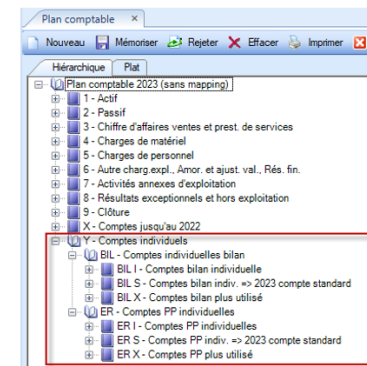 Plan comptable
Nouveau Mémoriser Rejeter Effacer Imprimer
Hiérarchique Plat
Plan comptable 2023 (sans mapping)
1 - Actif
2 - Passif
3 - Chiffre d'affaires ventes et prest. de services
4 - Charges de matériel
5 - Charges de personnel
6 - Autre charg.expl., Amor. et ajust. val., Rés. fin.
7 - Activités annexes d'exploitation
8 - Résultats exceptionnels et hors exploitation
9 - Clôture
X - Comptes jusqu'au 2022
Y - Comptes individuels
BIL - Comptes individuelles bilan
BIL I - Comptes bilan individuelle
BIL S - Comptes bilan indiv. => 2023 compte standard
BIL X - Comptes bilan plus utilisé
ER - Comptes PP individuelles
ER I - Comptes PP individuelles
ER S - Comptes PP indiv. => 2023 compte standard
ER X - Comptes PP plus utilisé